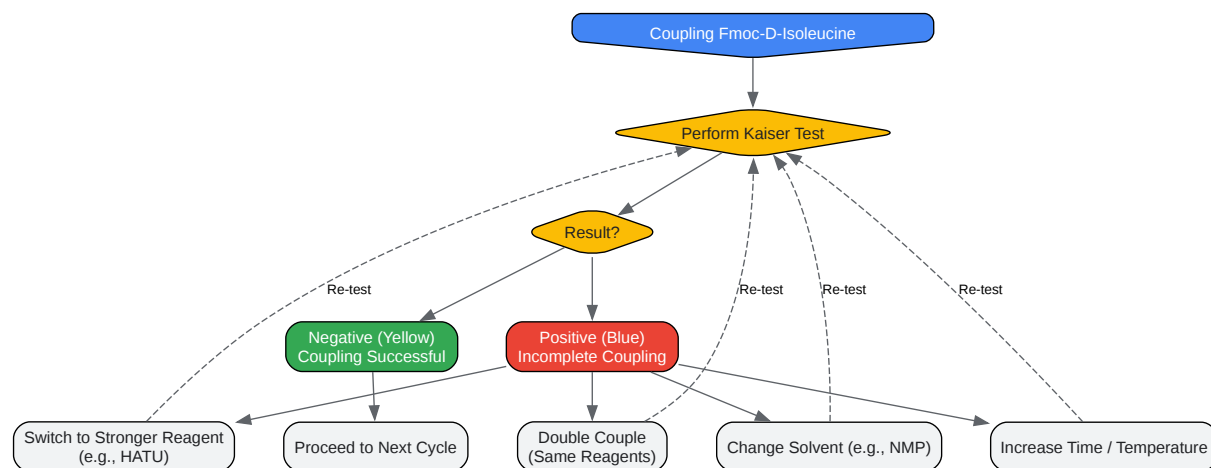 Coupling Fmoc-D-Isoleucine
Perform Kaiser Test
Result?
Re-test
Re-test
Re-test
Re-test
Negative (Yellow)
Coupling Successful
Positive (Blue)
Incomplete Coupling
Switch to Stronger Reagent
(e.g., HATU)
Proceed to Next Cycle
Double Couple
(Same Reagents)
Change Solvent (e.g., NMP)
Increase Time / Temperature